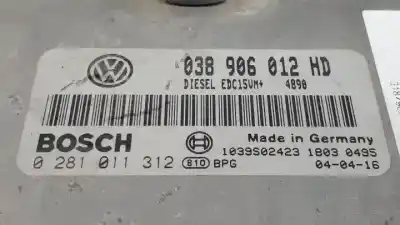 038 906 012 HD
DIESEL EDC15VM+ 4890
BOSCH
Made in Germany
0 281 011 312 810 BPG
1039S02423 1803 0495
04-04-16